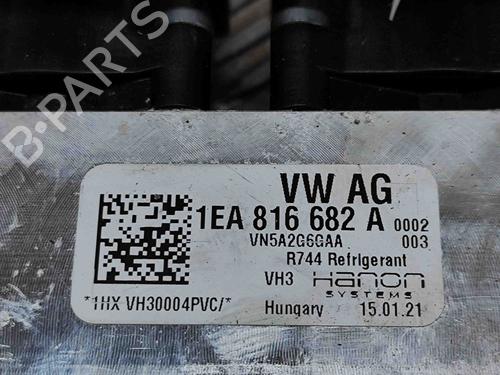 B-PARTS
VW AG
1EA 816 682 A 0002
VN5A2G6GAA 003
R744 Refrigerant
VH3 Hanon
SYSTEMS
*1HX VH30004PVC/*
Hungary 15.01.21